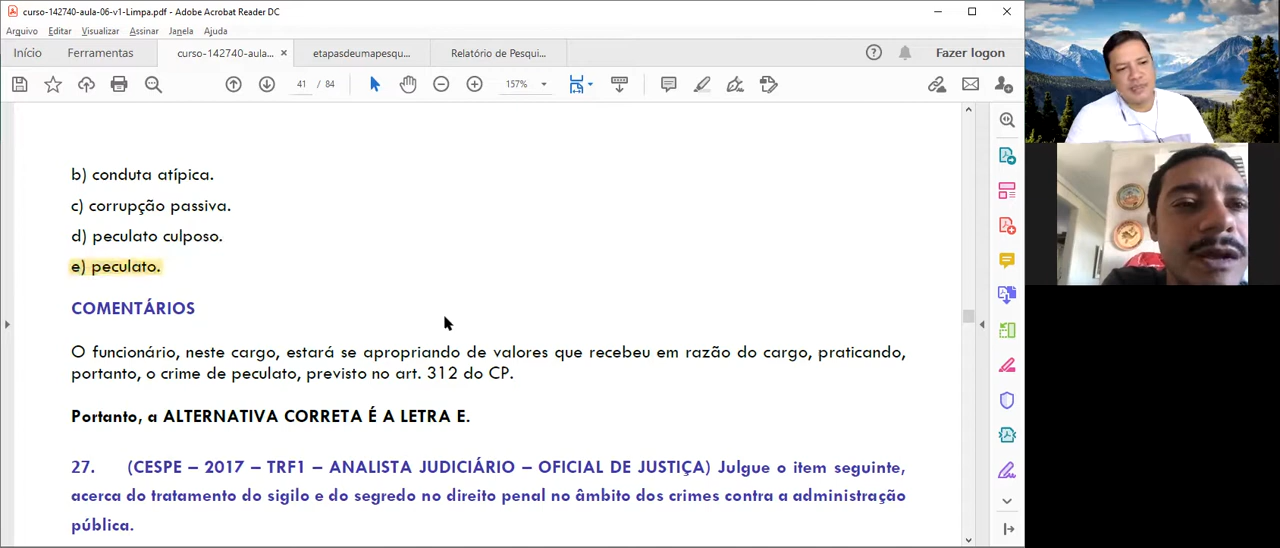 curso-142740-aula-06-v1-Limpa.pdf - Adobe Acrobat Reader DC
Arquivo Editar Visualizar Assinar Janela Ajuda
Início Ferramentas curso-142740-aula... × etapasdeumapesqu... Relatório de Pesqui... Fazer logon
41 / 84 157%
b) conduta atípica.
c) corrupção passiva.
d) peculato culposo.
e) peculato.
COMENTÁRIOS
O funcionário, neste cargo, estará se apropriando de valores que recebeu em razão do cargo, praticando,
portanto, o crime de peculato, previsto no art. 312 do CP.
Portanto, a ALTERNATIVA CORRETA É A LETRA E.
27. (CESPE – 2017 – TRF1 – ANALISTA JUDICIÁRIO – OFICIAL DE JUSTIÇA) Julgue o item seguinte,
acerca do tratamento do sigilo e do segredo no direito penal no âmbito dos crimes contra a administração
pública.